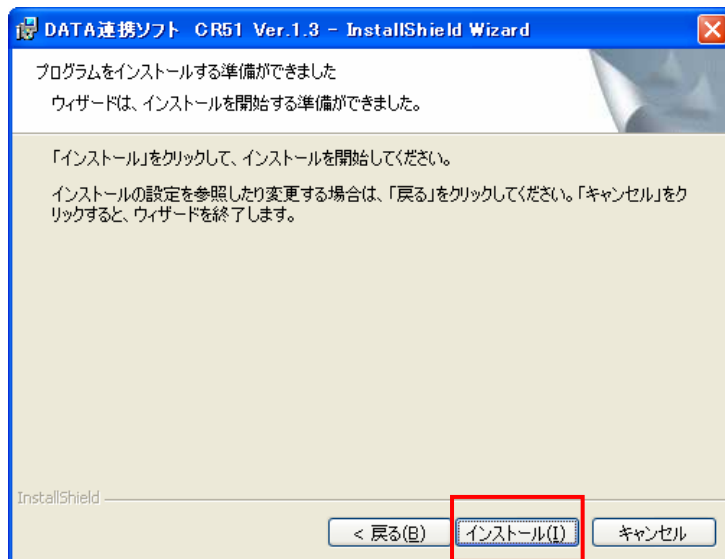 DATA連携ソフト CR51 Ver.1.3 - InstallShield Wizard
プログラムをインストールする準備ができました
ウィザードは、インストールを開始する準備ができました。
「インストール」をクリックして、インストールを開始してください。
インストールの設定を参照したり変更する場合は、「戻る」をクリックしてください。「キャンセル」をク
リックすると、ウィザードを終了します。
InstallShield
< 戻る(B) インストール(I) キャンセル